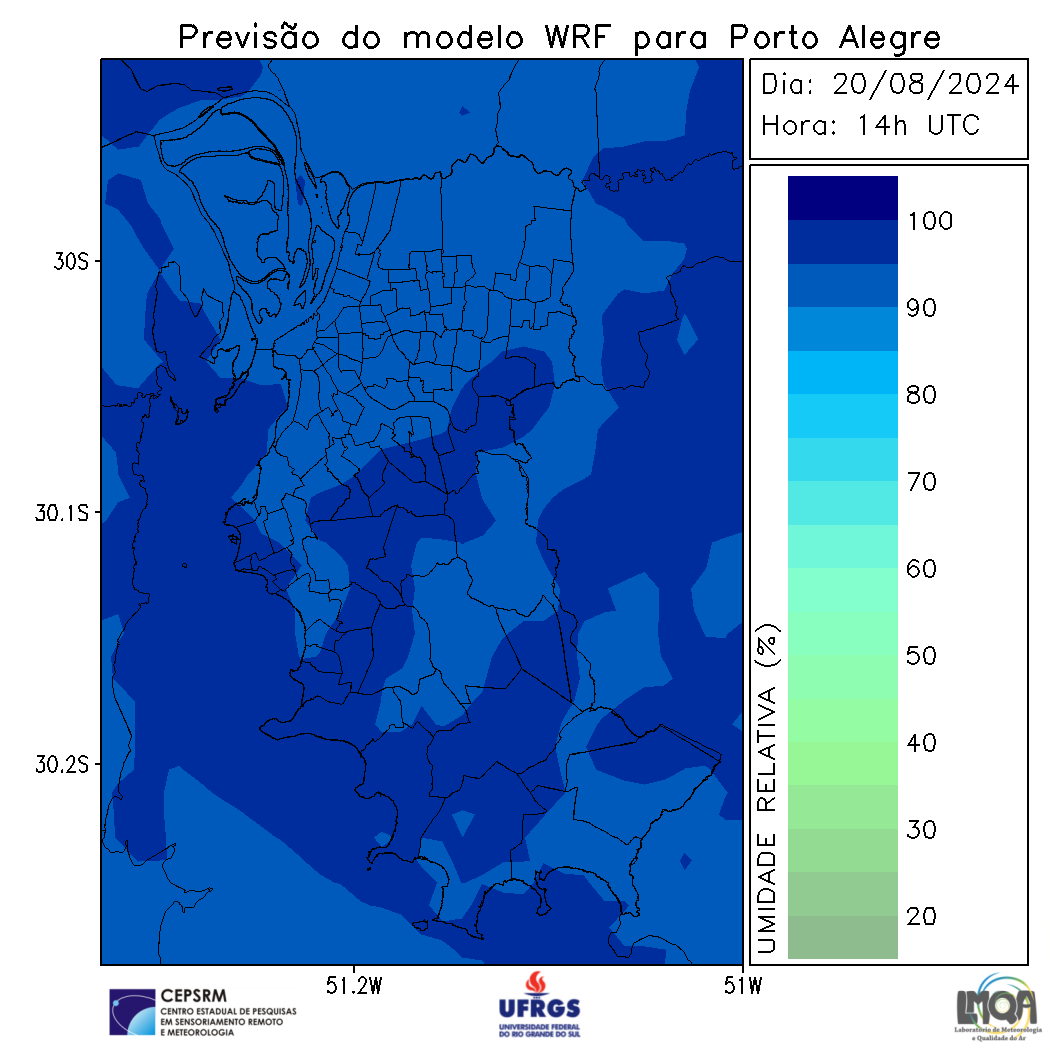 Previsão do modelo WRF para Porto Alegre
Dia: 20/08/2024
Hora: 14h UTC
100
90
80
70
60
50
40
30
20
UMIDADE RELATIVA (%)
30S
30.1S
30.2S
51.2W
51W
CEPSRM
CENTRO ESTADUAL DE PESQUISAS
EM SENSORIAMENTO REMOTO
E METEOROLOGIA
UFRGS
UNIVERSIDADE FEDERAL
DO RIO GRANDE DO SUL
LMQA
Laboratório de Meteorologia
e Qualidade do Ar